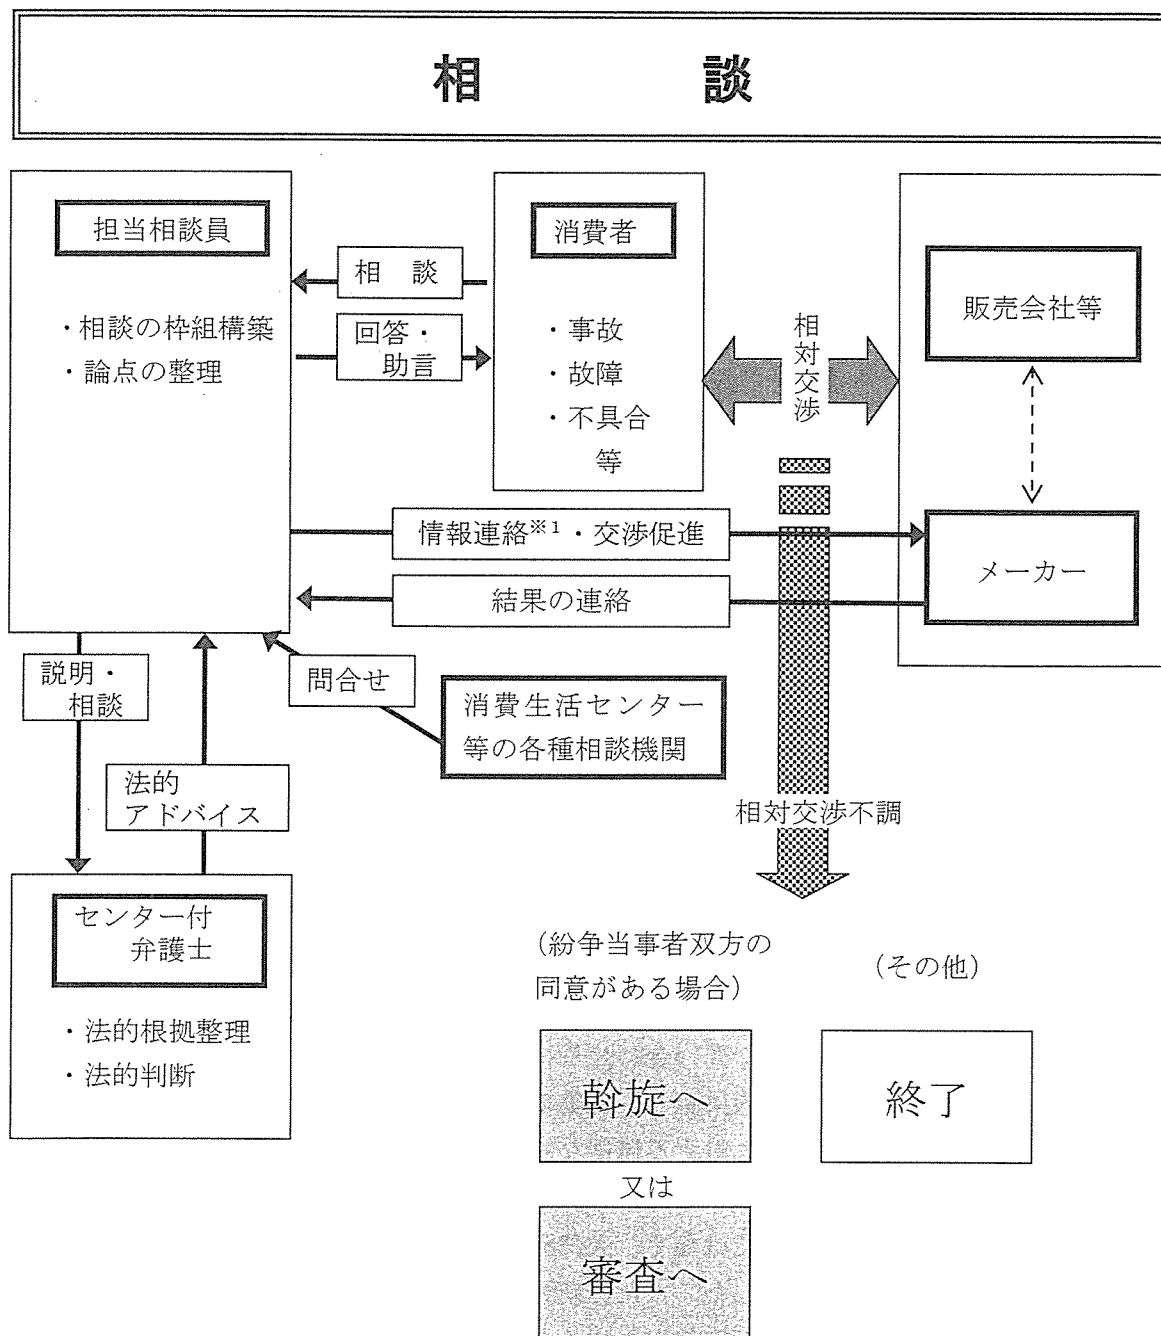 相　談
担当相談員
・相談の枠組構築
・論点の整理
相　談
回答・
助言
消費者
・事故
・故障
・不具合
等
相対交渉
販売会社等
メーカー
情報連絡※1・交渉促進
結果の連絡
説明・
相談
問合せ
消費生活センター
等の各種相談機関
法的
アドバイス
相対交渉不調
センター付
弁護士
・法的根拠整理
・法的判断
（紛争当事者双方の
同意がある場合）
（その他）
斡旋へ
終了
又は
審査へ